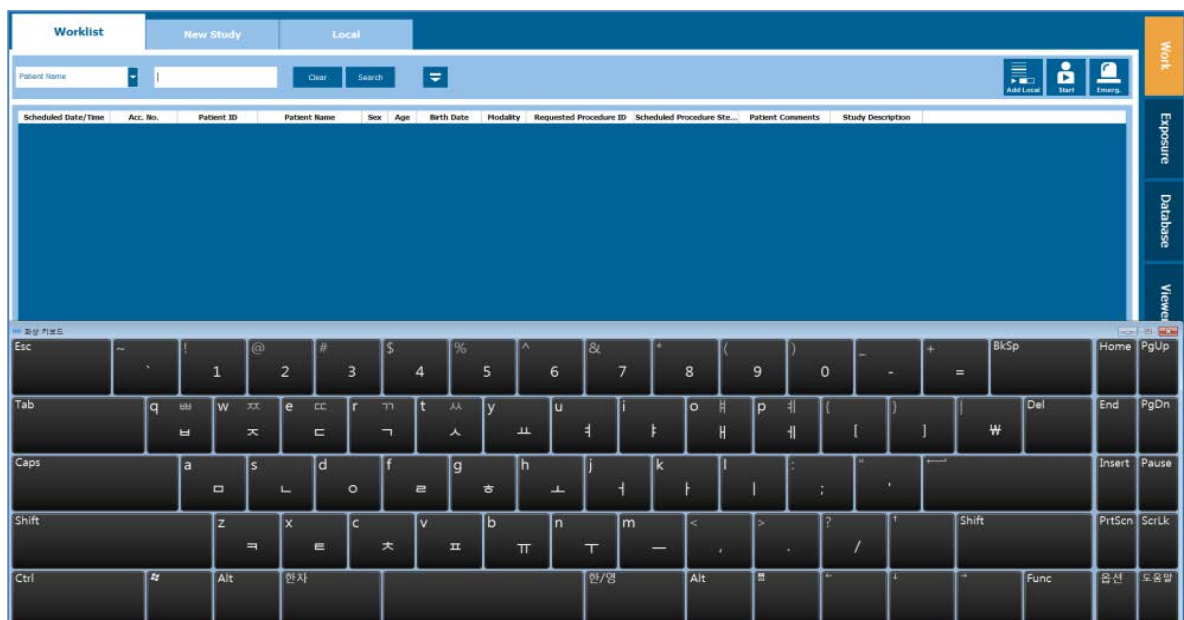 Worklist New Study Local
Work
Patient Name Clear Search
Add Local Start Emerg.
Scheduled Date/Time Acc. No. Patient ID Patient Name Sex Age Birth Date Modality Requested Procedure ID Scheduled Procedure Ste... Patient Comments Study Description
Exposure
Database
Viewer
화상 키보드
Esc ~ ` ! 1 @ 2 # 3 $ 4 % 5 ^ 6 & 7 * 8 ( 9 ) 0 _ - + = BkSp Home PgUp
Tab q ㅃ ㅂ w ㅉ ㅈ e ㄸ ㄷ r ㄲ ㄱ t ㅆ ㅅ y ㅛ u ㅕ i ㅑ o ㅒ ㅐ p ㅖ ㅔ { [ } ] | ₩ Del End PgDn
Caps a ㅁ s ㄴ d ㅇ f ㄹ g ㅎ h ㅗ j ㅓ k ㅏ l ㅣ : ; " ' Insert Pause
Shift z ㅋ x ㅌ c ㅊ v ㅍ b ㅠ n ㅜ m ㅡ < , > . ? / ↑ Shift PrtScn ScrLk
Ctrl Alt 한자 한/영 Alt ← ↓ → Func 옵션 도움말